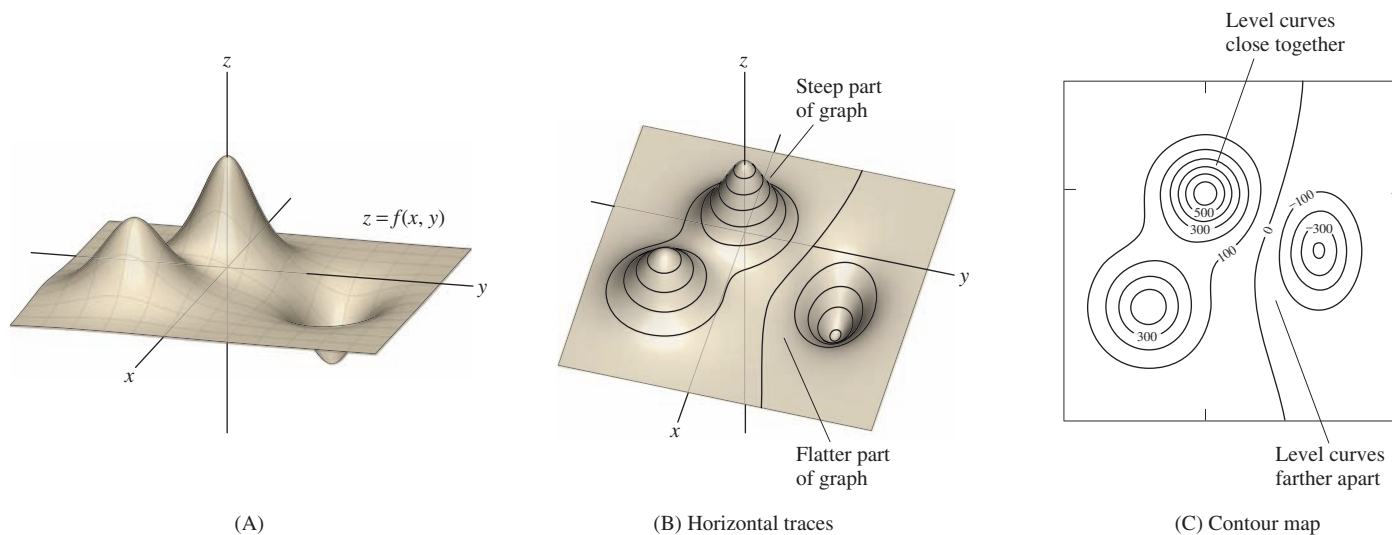 z
z = f(x, y)
y
x
(A)
z
Steep part
of graph
y
x
Flatter part
of graph
(B) Horizontal traces
Level curves
close together
500
300
100
0
−100
−300
300
Level curves
farther apart
(C) Contour map